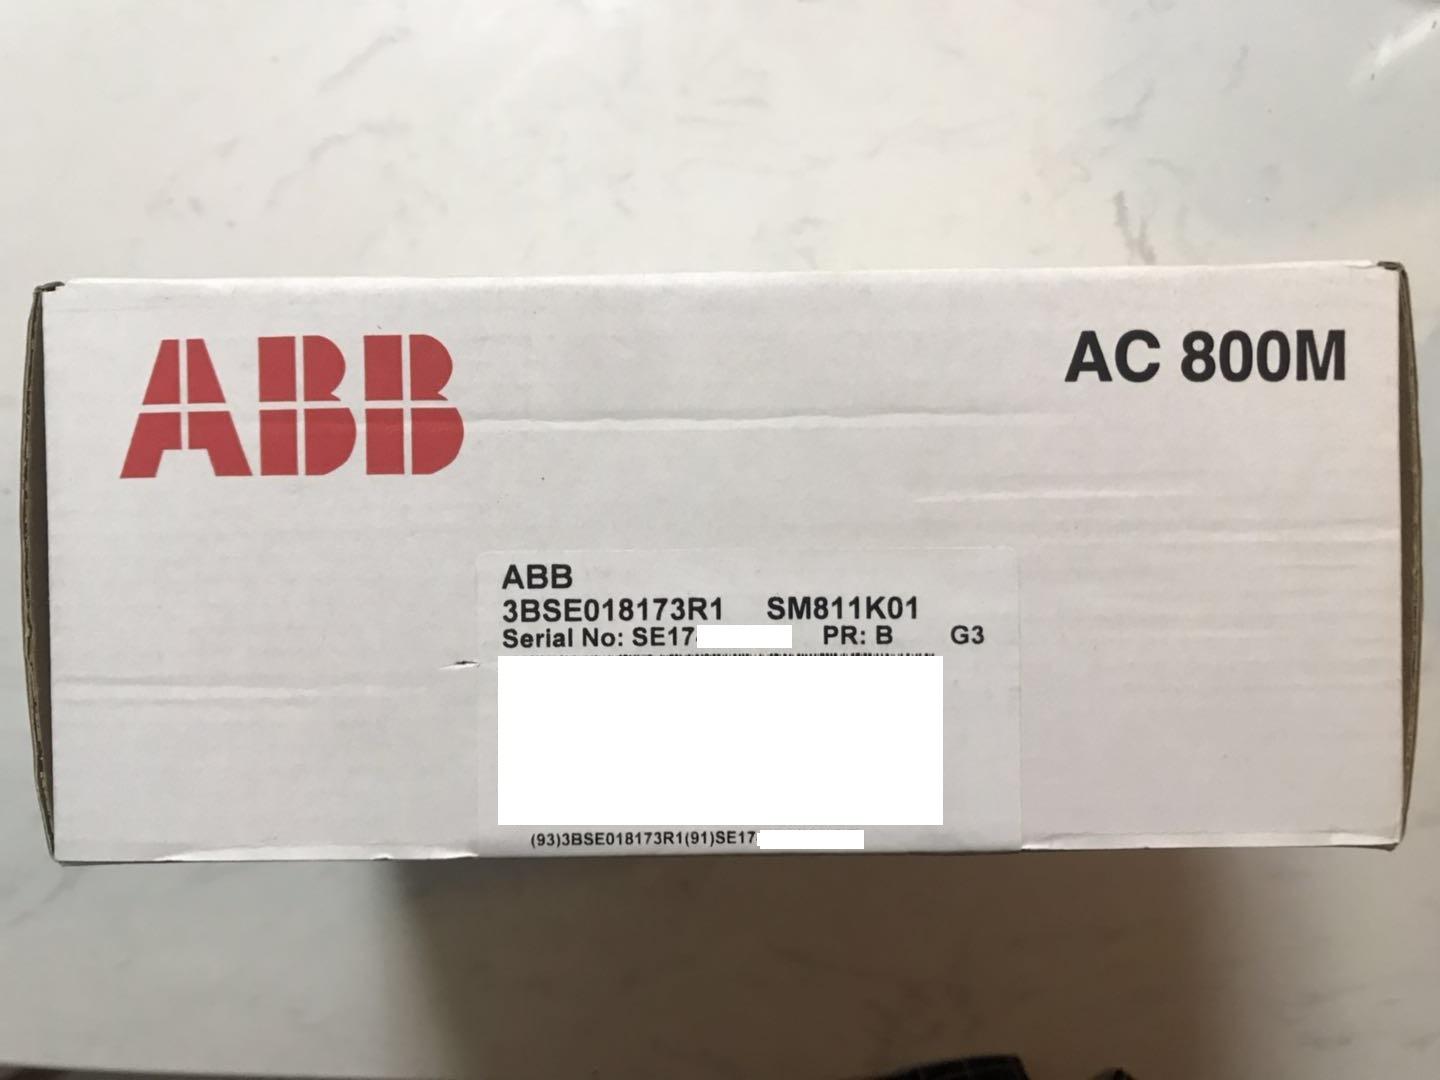 ABB
AC 800M
ABB
3BSE018173R1 SM811K01
Serial No: SE17 PR: B G3
(93)3BSE018173R1(91)SE17